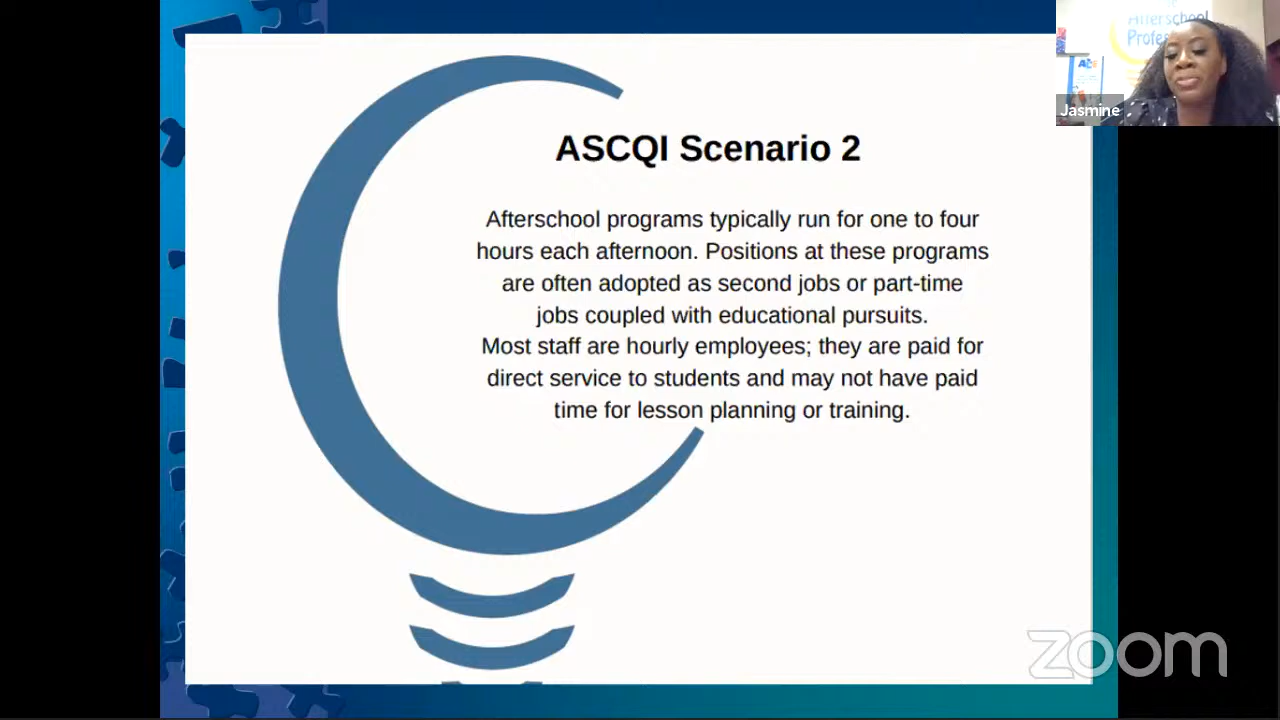 Afterschool
Jasmine
ASCQI Scenario 2
Afterschool programs typically run for one to four
hours each afternoon. Positions at these programs
are often adopted as second jobs or part-time
jobs coupled with educational pursuits.
Most staff are hourly employees; they are paid for
direct service to students and may not have paid
time for lesson planning or training.
zoom